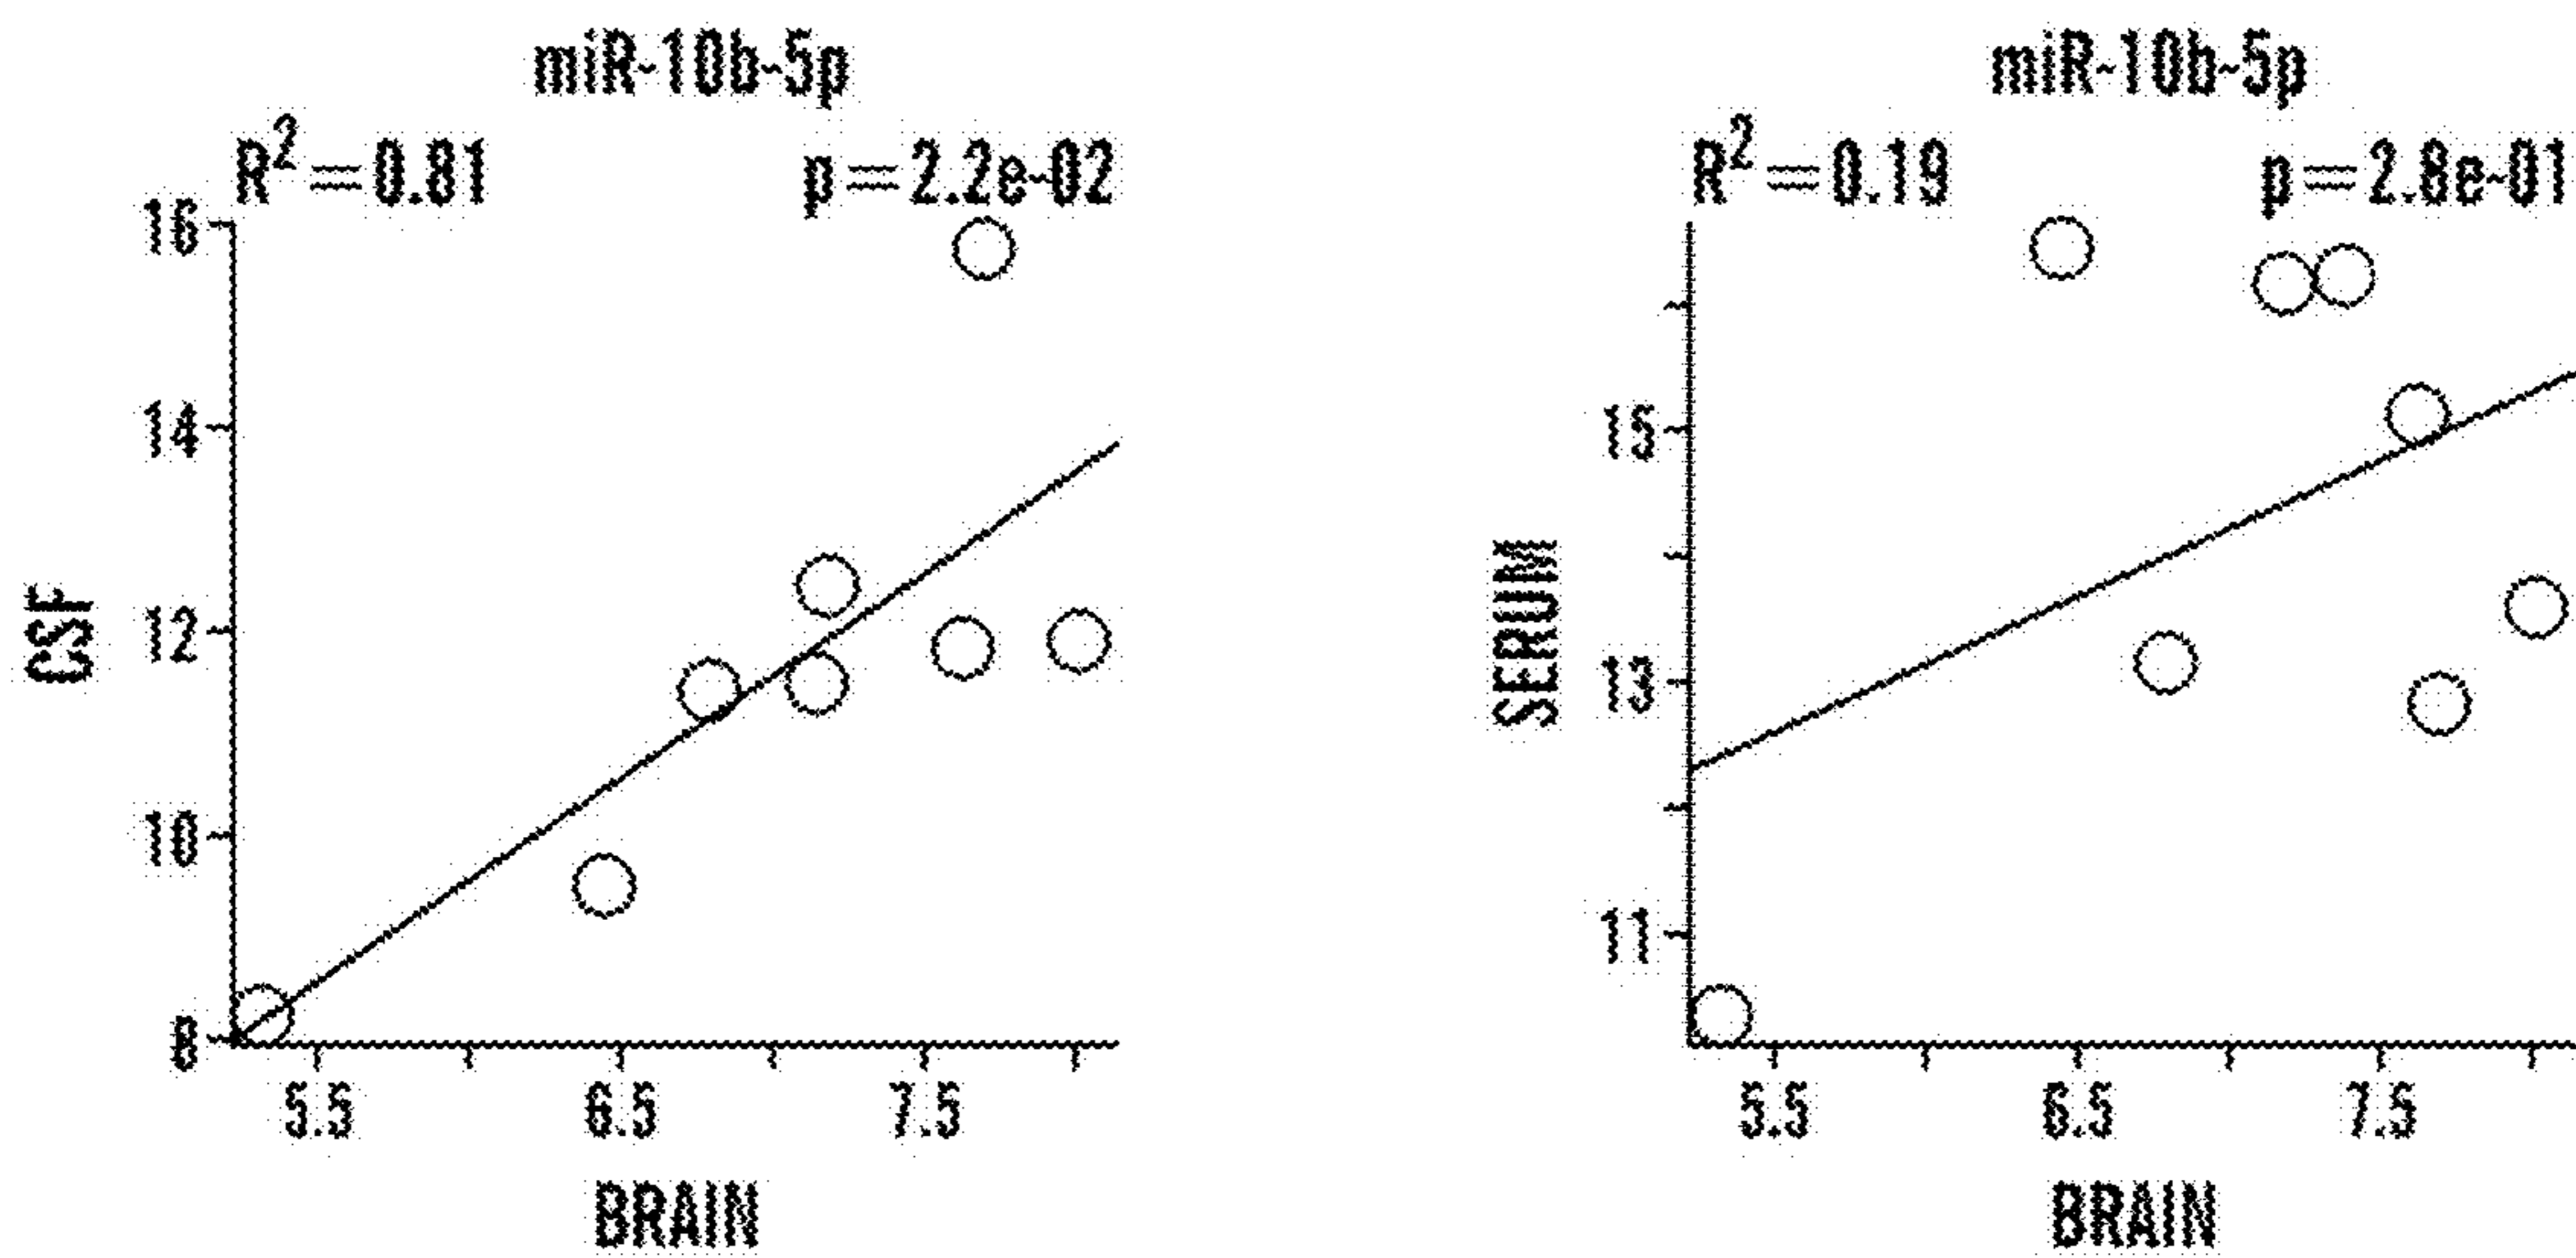 miR-10b-5p
R²=0.81 p=2.2e-02
16
14
12
10
8
CSF
5.5 6.5 7.5
BRAIN
miR-10b-5p
R²=0.19 p=2.8e-01
15
13
11
SERUM
5.5 6.5 7.5
BRAIN